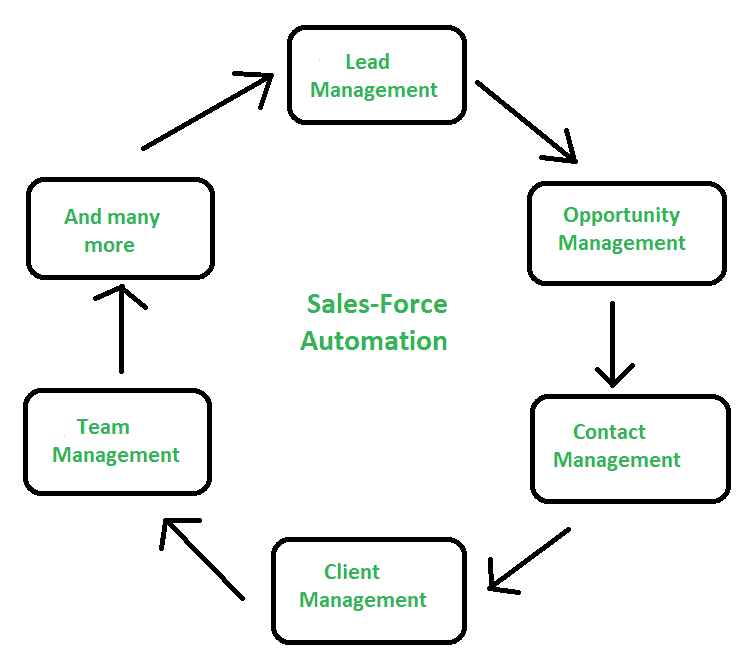 Lead
Management
Opportunity
Management
Contact
Management
Client
Management
Team
Management
And many
more
Sales-Force
Automation